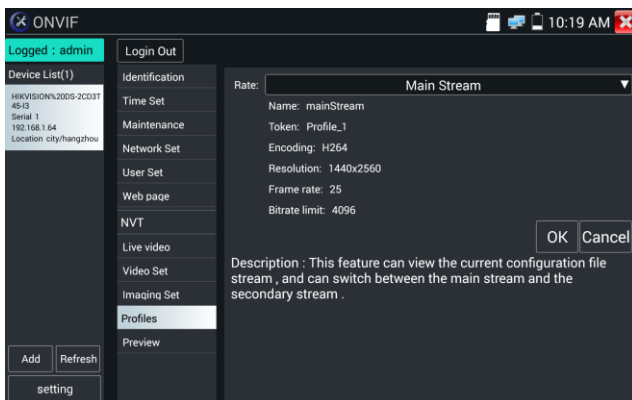 ONVIF
10:19 AM
Logged : admin
Login Out
Device List(1)
HIKVISION%20DS-2CD3T
45-I3
Serial 1
192.168.1.64
Location city/hangzhou
Add
Refresh
setting
Identification
Time Set
Maintenance
Network Set
User Set
Web page
NVT
Live video
Video Set
Imaging Set
Profiles
Preview
Rate:
Main Stream
Name: mainStream
Token: Profile_1
Encoding: H264
Resolution: 1440x2560
Frame rate: 25
Bitrate limit: 4096
OK
Cancel
Description : This feature can view the current configuration file
stream , and can switch between the main stream and the
secondary stream .